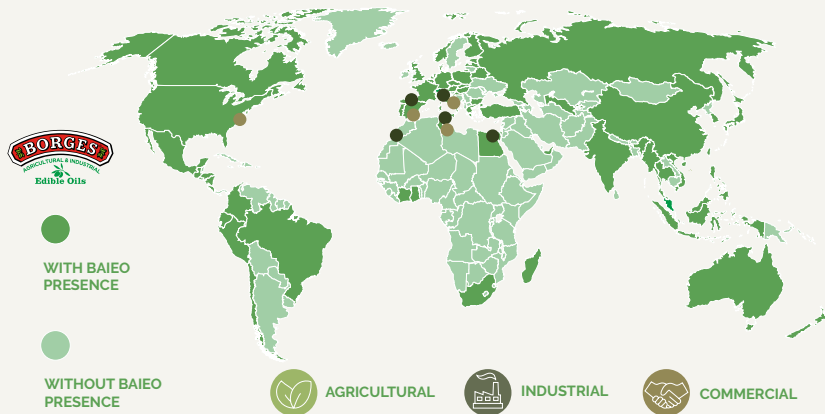 BORGES
AGRICULTURAL & INDUSTRIAL
Edible Oils
WITH BAIEO
PRESENCE
WITHOUT BAIEO
PRESENCE
AGRICULTURAL
INDUSTRIAL
COMMERCIAL